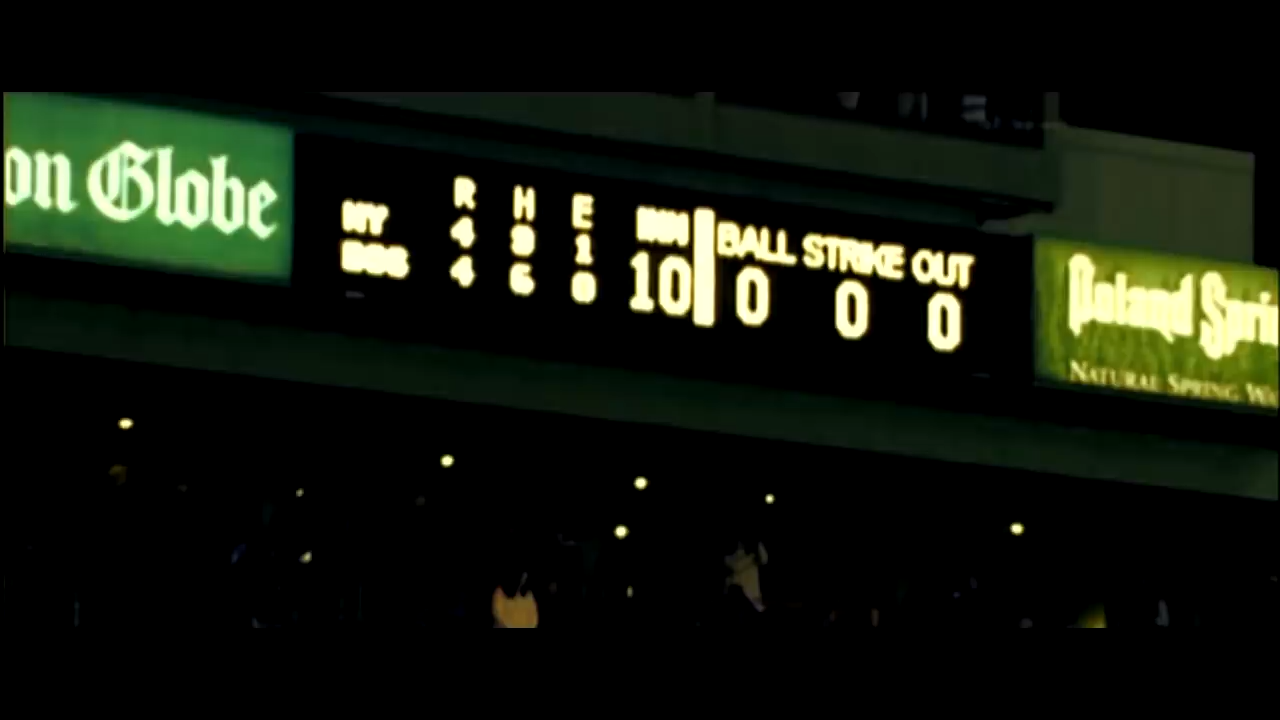 on Globe
R H E INN BALL STRIKE OUT
NY 4 9 1
BOS 4 6 0 10 0 0 0
Poland Sprin
NATURAL SPRING WA